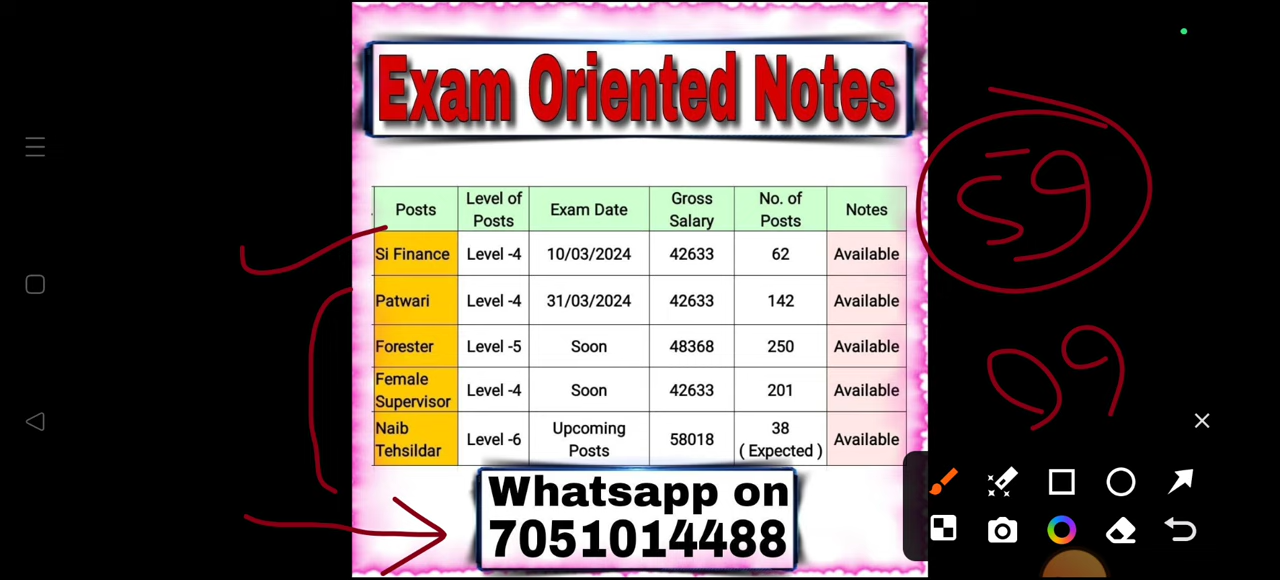 Exam Oriented Notes
Posts Level of Posts Exam Date Gross Salary No. of Posts Notes
Si Finance Level -4 10/03/2024 42633 62 Available
Patwari Level -4 31/03/2024 42633 142 Available
Forester Level -5 Soon 48368 250 Available
Female Supervisor Level -4 Soon 42633 201 Available
Naib Tehsildar Level -6 Upcoming Posts 58018 38 ( Expected ) Available
Whatsapp on
7051014488
59